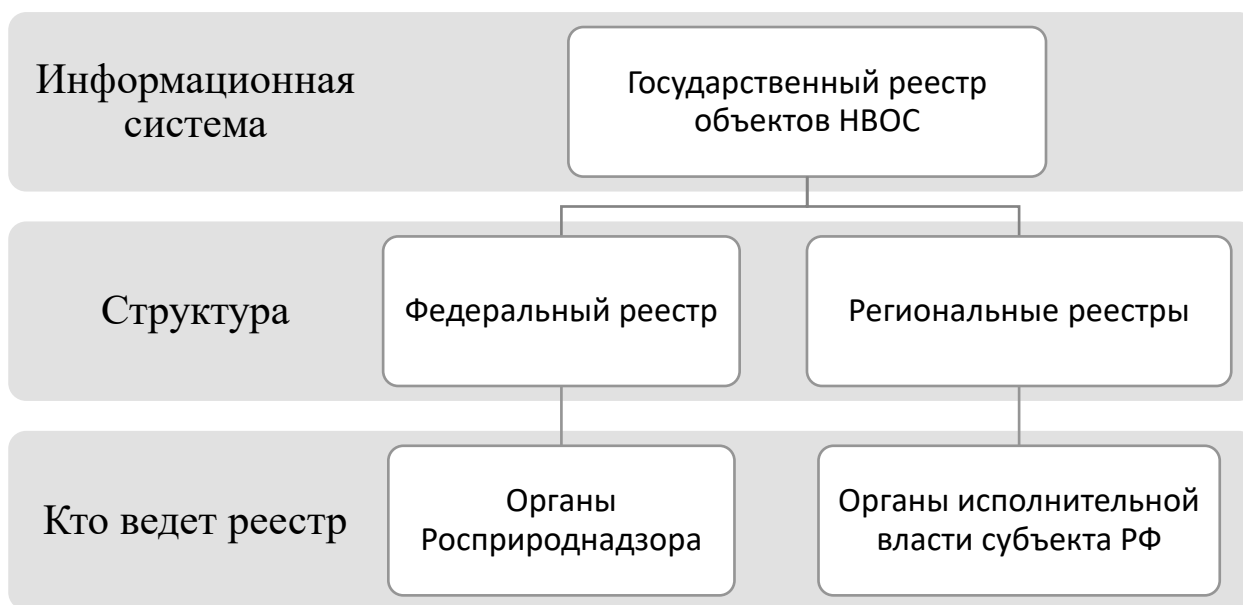 Информационная
система
Государственный реестр
объектов НВОС
Структура
Федеральный реестр
Региональные реестры
Кто ведет реестр
Органы
Росприроднадзора
Органы исполнительной
власти субъекта РФ